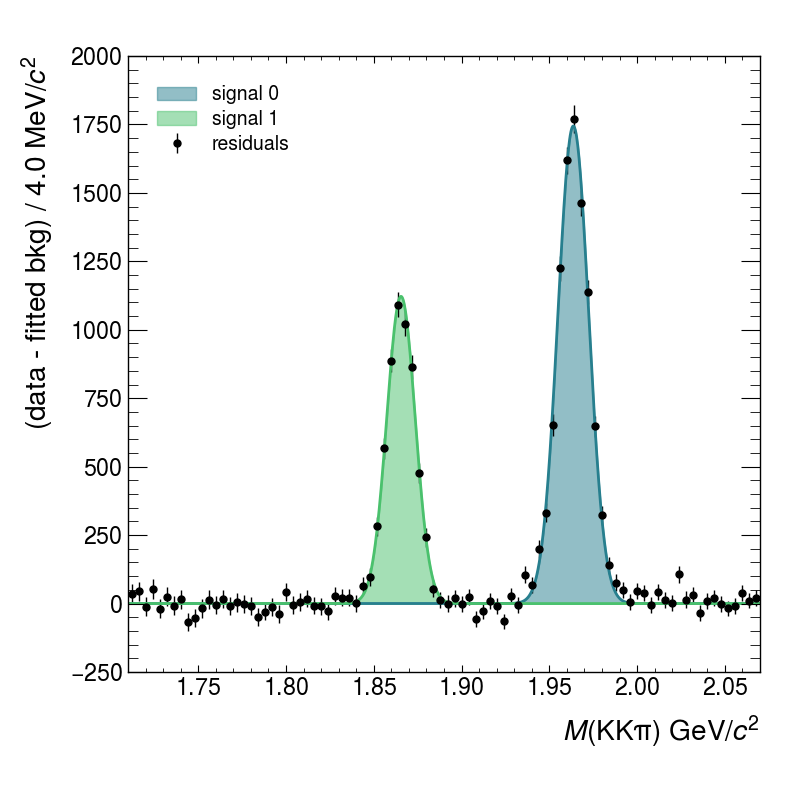 (data - fitted bkg) / 4.0 MeV/c²
2000
1750
1500
1250
1000
750
500
250
0
−250
signal 0
signal 1
residuals
1.75 1.80 1.85 1.90 1.95 2.00 2.05
M(KKπ) GeV/c²